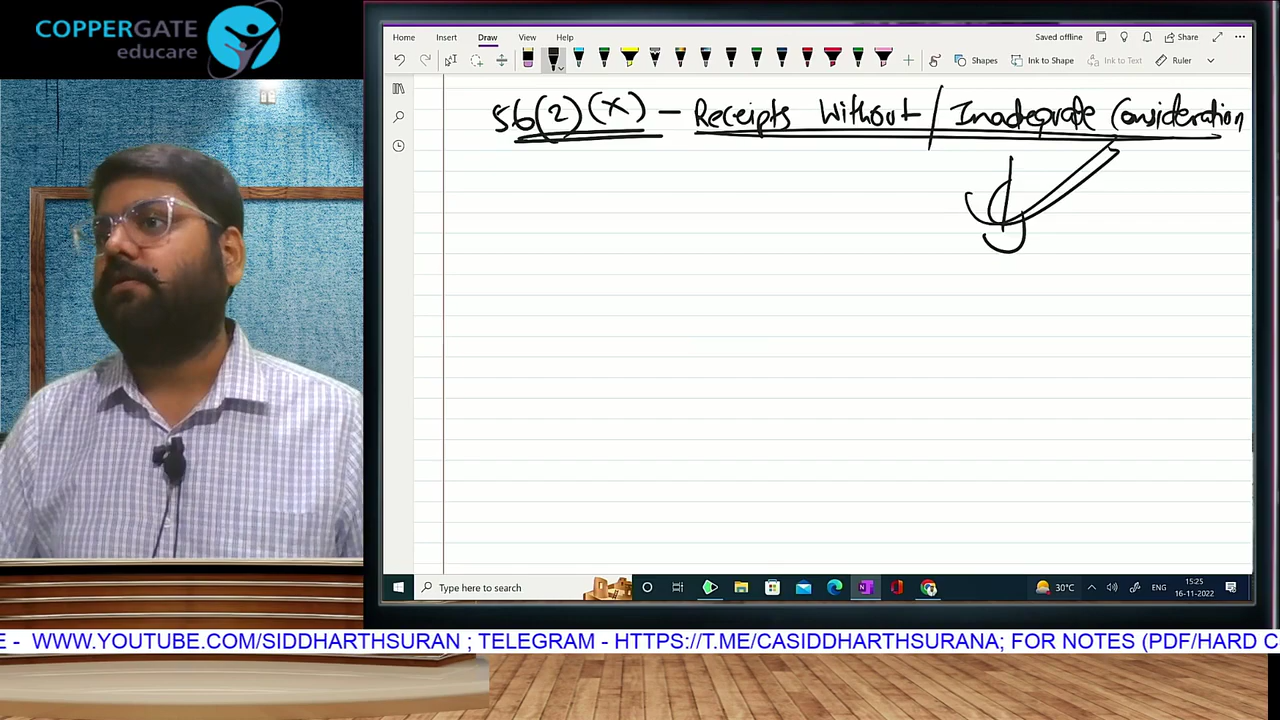 COPPERGATE
educare
Home Insert Draw View Help
Saved offline
Share
Shapes
Ink to Shape
Ink to Text
Ruler
56(2)(x) - Receipts Without / Inadequate Consideration
Type here to search
30°C
ENG
15:25
16-11-2022
E - WWW.YOUTUBE.COM/SIDDHARTHSURAN ; TELEGRAM - HTTPS://T.ME/CASIDDHARTHSURANA; FOR NOTES (PDF/HARD C